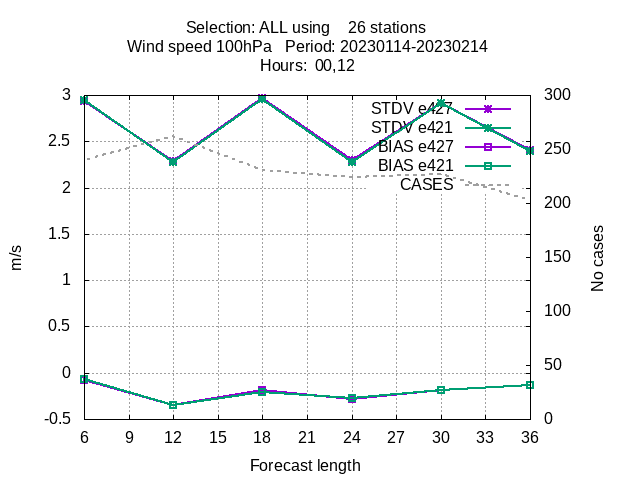 Selection: ALL using 26 stations
Wind speed 100hPa Period: 20230114-20230214
Hours: 00,12
3
2.5
2
1.5
1
0.5
0
-0.5
m/s
300
250
200
150
100
50
0
No cases
STDV e427
STDV e421
BIAS e427
BIAS e421
CASES
6 9 12 15 18 21 24 27 30 33 36
Forecast length